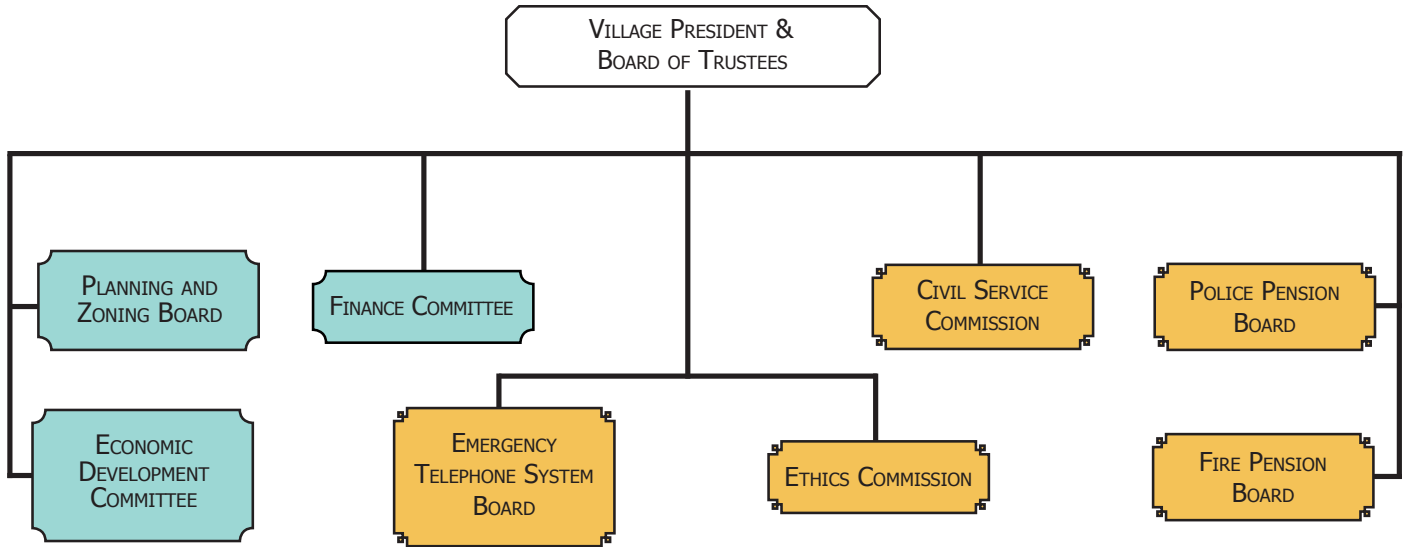 Village President &
Board of Trustees
Planning and
Zoning Board
Finance Committee
Civil Service
Commission
Police Pension
Board
Economic
Development
Committee
Emergency
Telephone System
Board
Ethics Commission
Fire Pension
Board